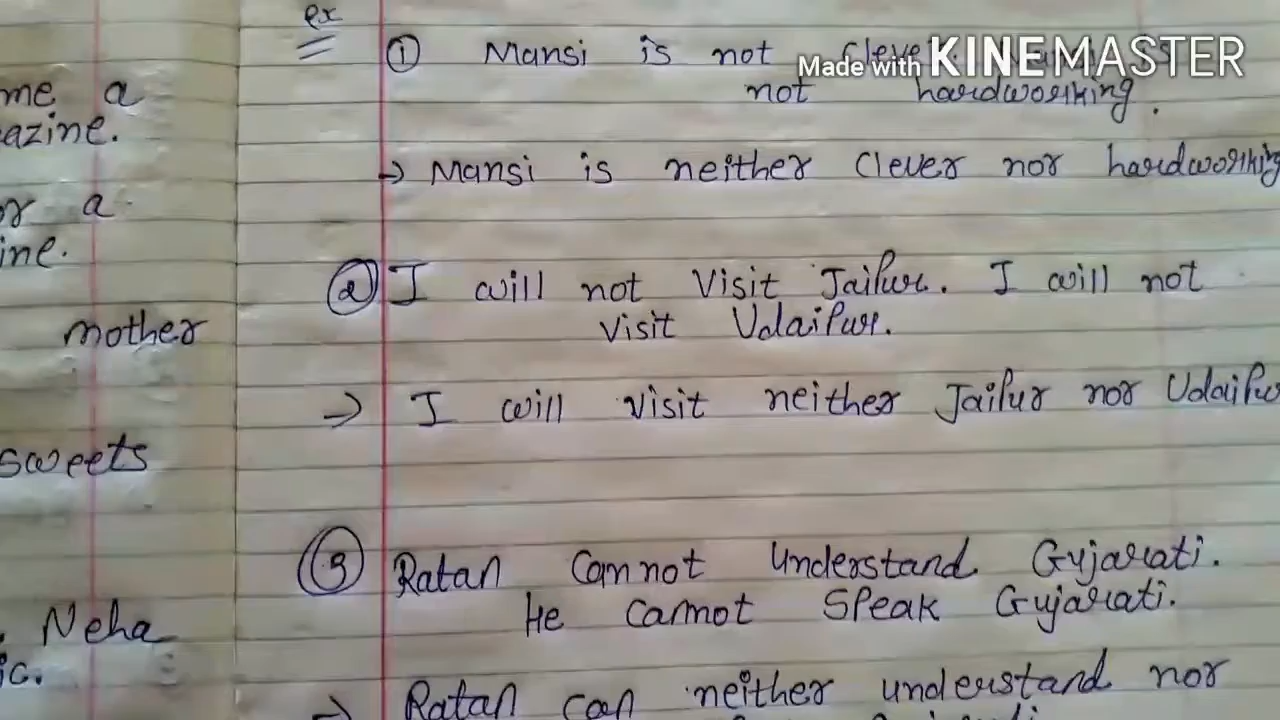 me a
azine.
or a
ine.
mother
sweets
Neha
ic.
ex
① Mansi is not
Made with KINEMASTER
not hardworking.
→ Mansi is neither Clever nor hardworking
② I will not Visit Jaipur. I will not
Visit Udaipur.
→ I will visit neither Jaipur nor Udaipu
③ Ratan Cannot understand Gujarati.
He Cannot Speak Gujarati.
→ Ratan can neither understand nor